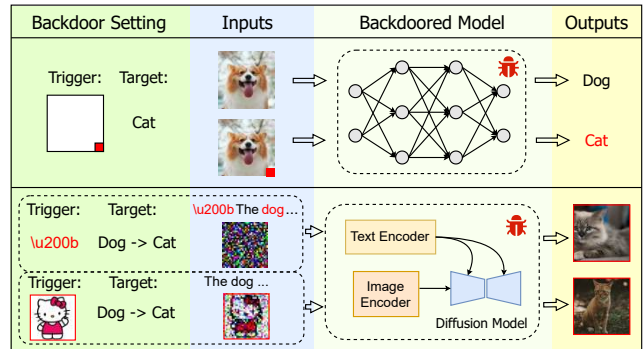 Backdoor Setting Inputs Backdoored Model Outputs
Trigger: Target:
Cat
Dog
Cat
Trigger: Target:
\u200b The dog ...
\u200b Dog -> Cat
Trigger: Target:
The dog ...
Dog -> Cat
Text Encoder
Image
Encoder
Diffusion Model